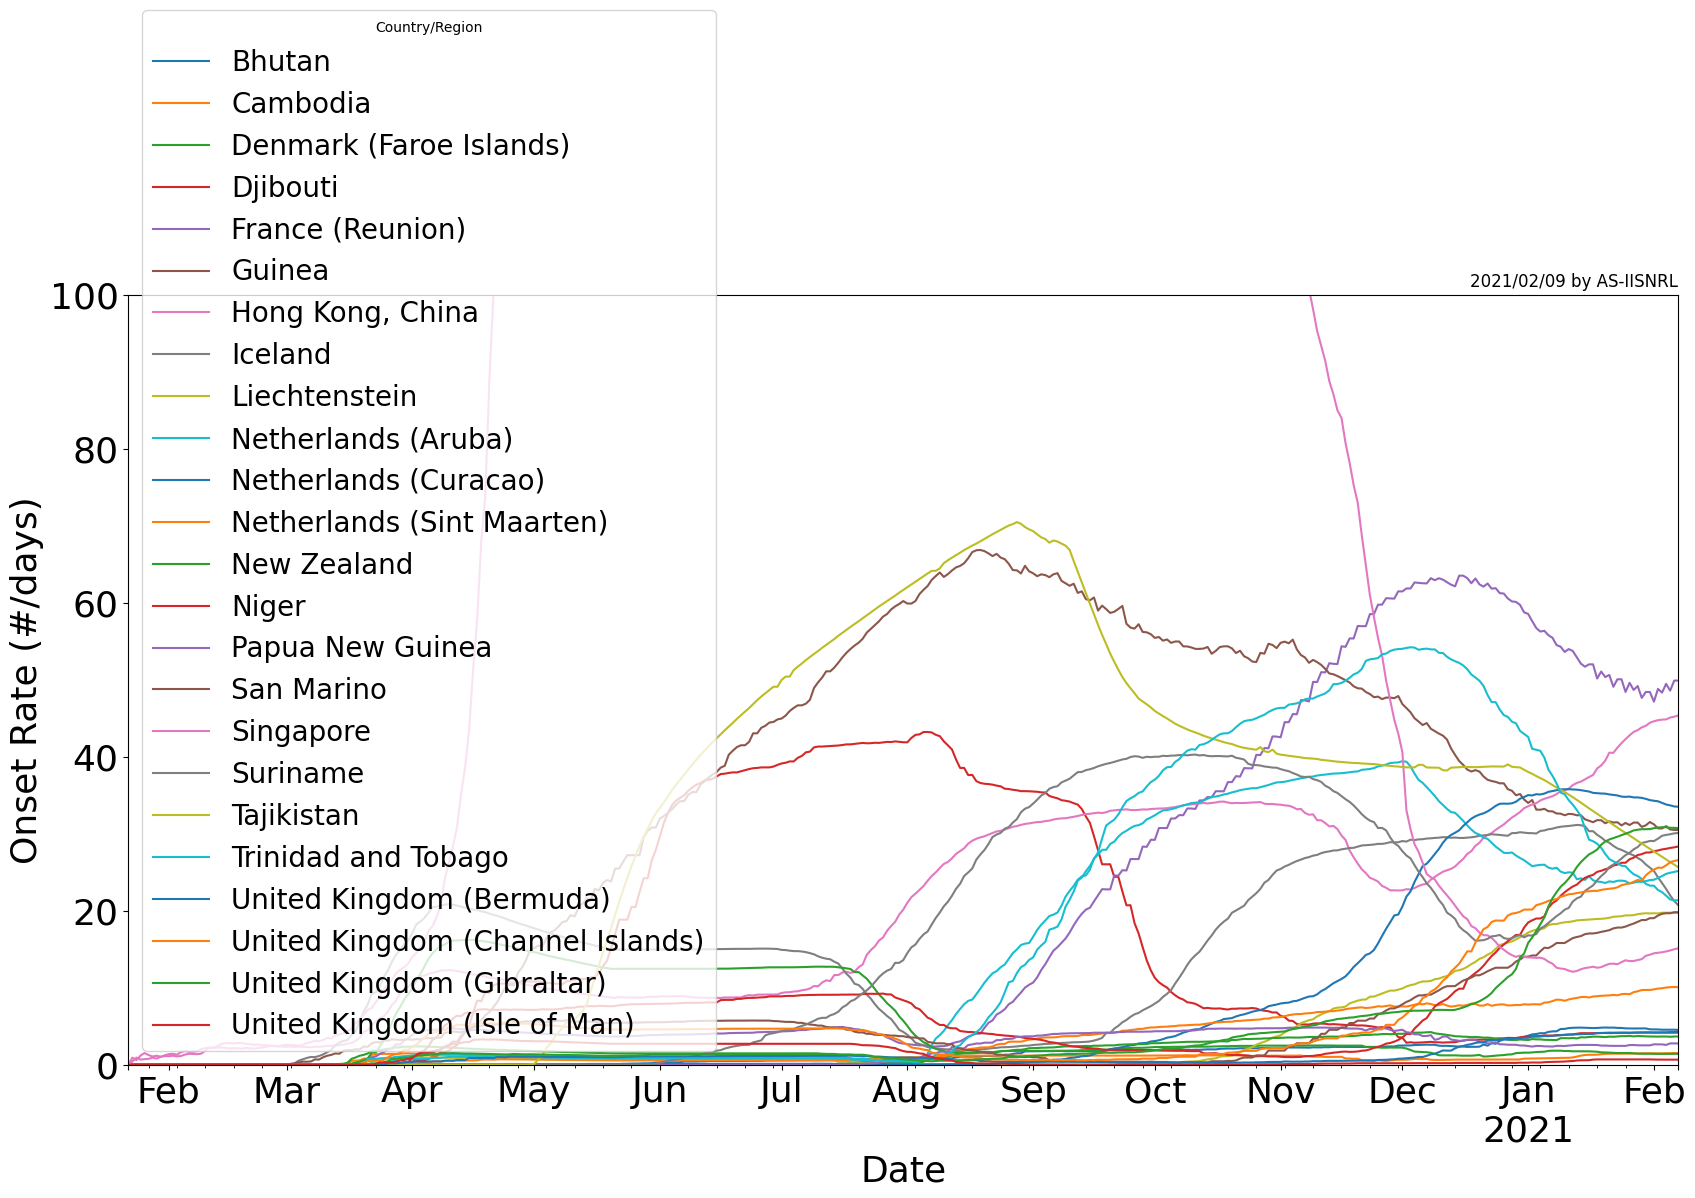 Country/Region
Bhutan
Cambodia
Denmark (Faroe Islands)
Djibouti
France (Reunion)
Guinea
Hong Kong, China
Iceland
Liechtenstein
Netherlands (Aruba)
Netherlands (Curacao)
Netherlands (Sint Maarten)
New Zealand
Niger
Papua New Guinea
San Marino
Singapore
Suriname
Tajikistan
Trinidad and Tobago
United Kingdom (Bermuda)
United Kingdom (Channel Islands)
United Kingdom (Gibraltar)
United Kingdom (Isle of Man)
2021/02/09 by AS-IISNRL
100
80
60
40
20
0
Onset Rate (#/days)
Feb Mar Apr May Jun Jul Aug Sep Oct Nov Dec Jan Feb
2021
Date